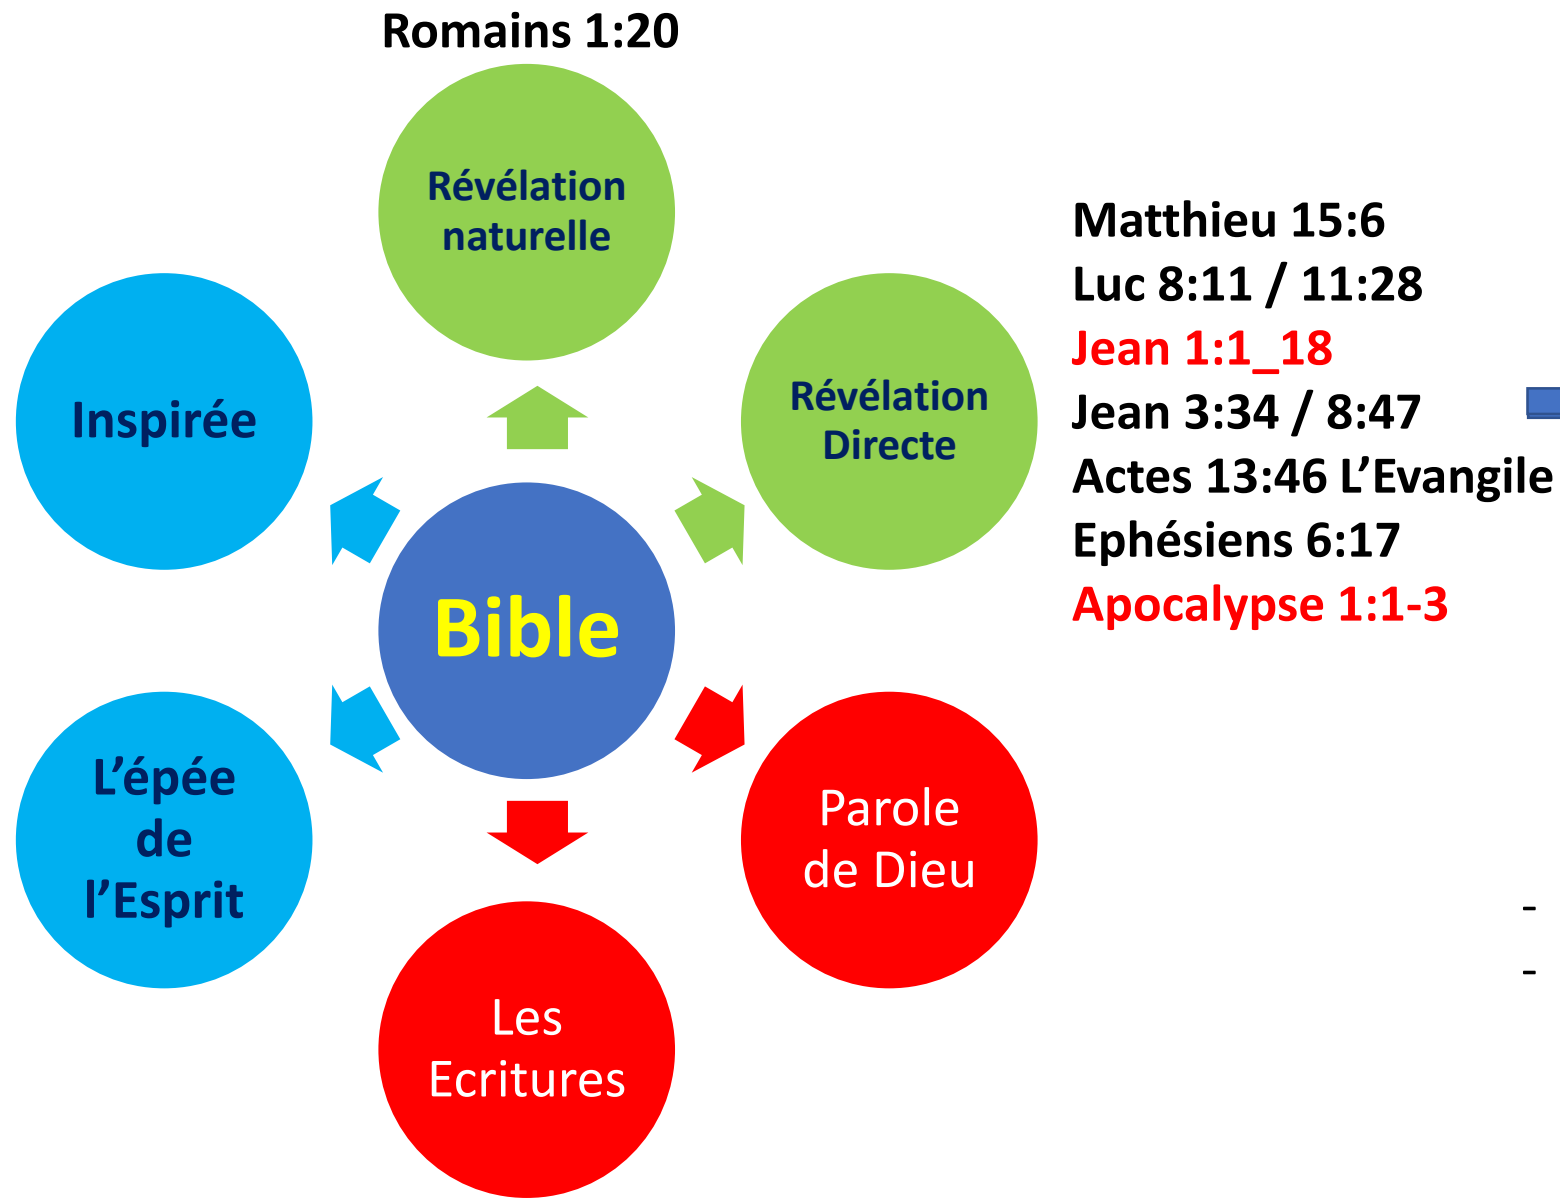 Romains 1:20
Révélation
naturelle
Matthieu 15:6
Luc 8:11 / 11:28
Jean 1:1_18
Jean 3:34 / 8:47
Actes 13:46 L’Evangile
Ephésiens 6:17
Apocalypse 1:1-3
Inspirée
Révélation
Directe
Bible
L’épée
de
l’Esprit
Parole
de Dieu
-
-
Les
Ecritures